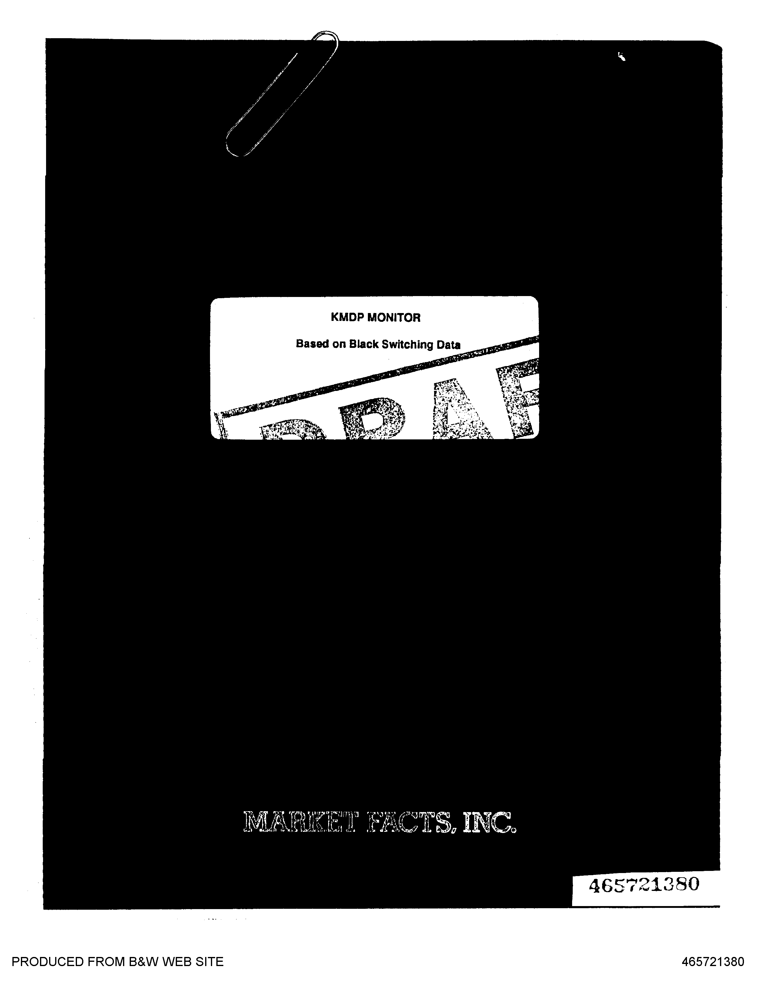 KMDP MONITOR
Based on Black Switching Data
DRAF
MARKET FACTS, INC.
465721380
PRODUCED FROM B&W WEB SITE
465721380